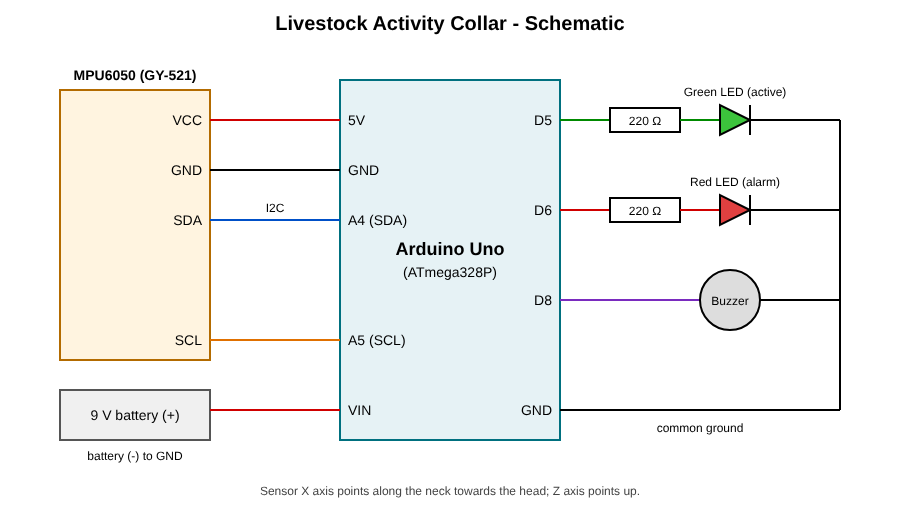 Livestock Activity Collar - Schematic
MPU6050 (GY-521)
VCC
GND
SDA
SCL
I2C
9 V battery (+)
battery (-) to GND
5V
GND
A4 (SDA)
Arduino Uno
(ATmega328P)
A5 (SCL)
VIN
D5
D6
D8
GND
Green LED (active)
220 Ω
Red LED (alarm)
220 Ω
Buzzer
common ground
Sensor X axis points along the neck towards the head; Z axis points up.